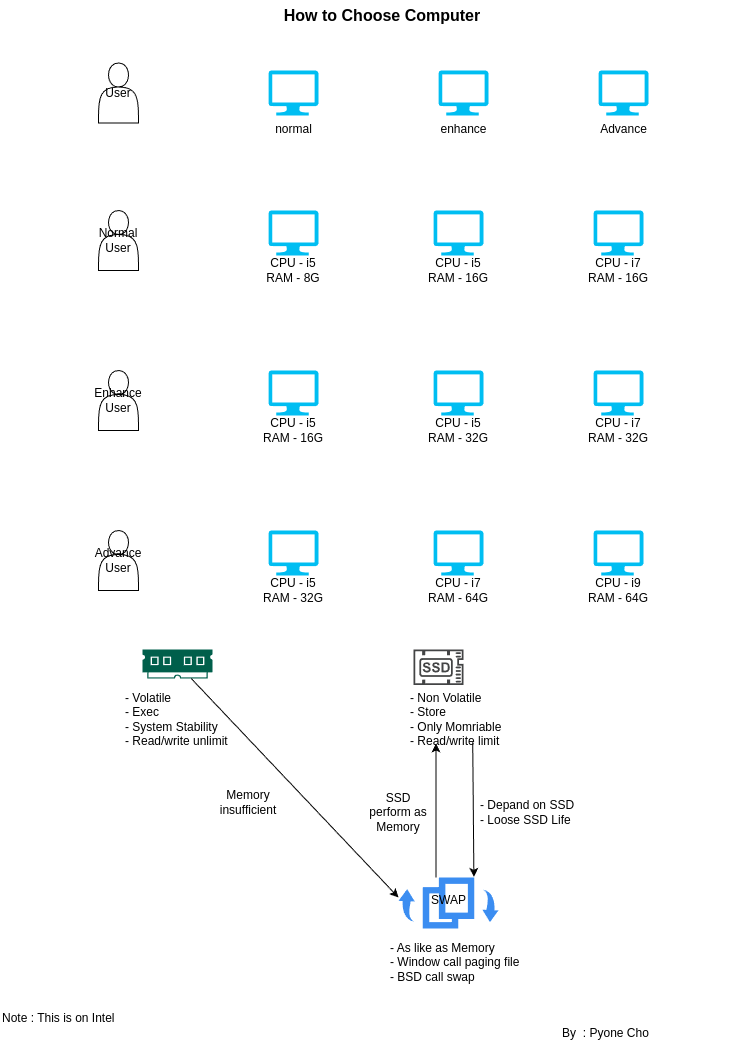 How to Choose Computer
User
normal
enhance
Advance
Normal
User
CPU - i5
RAM - 8G
CPU - i5
RAM - 16G
CPU - i7
RAM - 16G
Enhance
User
CPU - i5
RAM - 16G
CPU - i5
RAM - 32G
CPU - i7
RAM - 32G
Advance
User
CPU - i5
RAM - 32G
CPU - i7
RAM - 64G
CPU - i9
RAM - 64G
SSD
- Volatile
- Exec
- System Stability
- Read/write unlimit
- Non Volatile
- Store
- Only Momriable
- Read/write limit
Memory
insufficient
SSD
perform as
Memory
- Depand on SSD
- Loose SSD Life
SWAP
- As like as Memory
- Window call paging file
- BSD call swap
Note : This is on Intel
By  : Pyone Cho